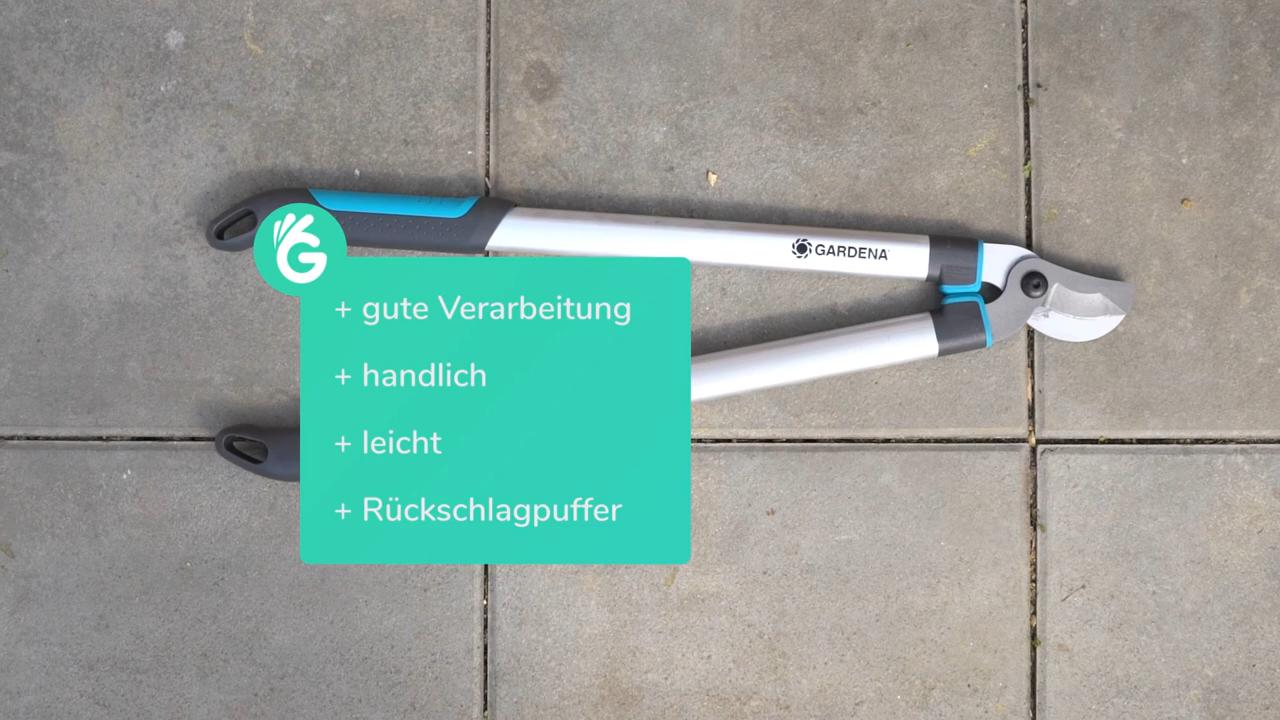 GARDENA
G
+ gute Verarbeitung
+ handlich
+ leicht
+ Rückschlagpuffer